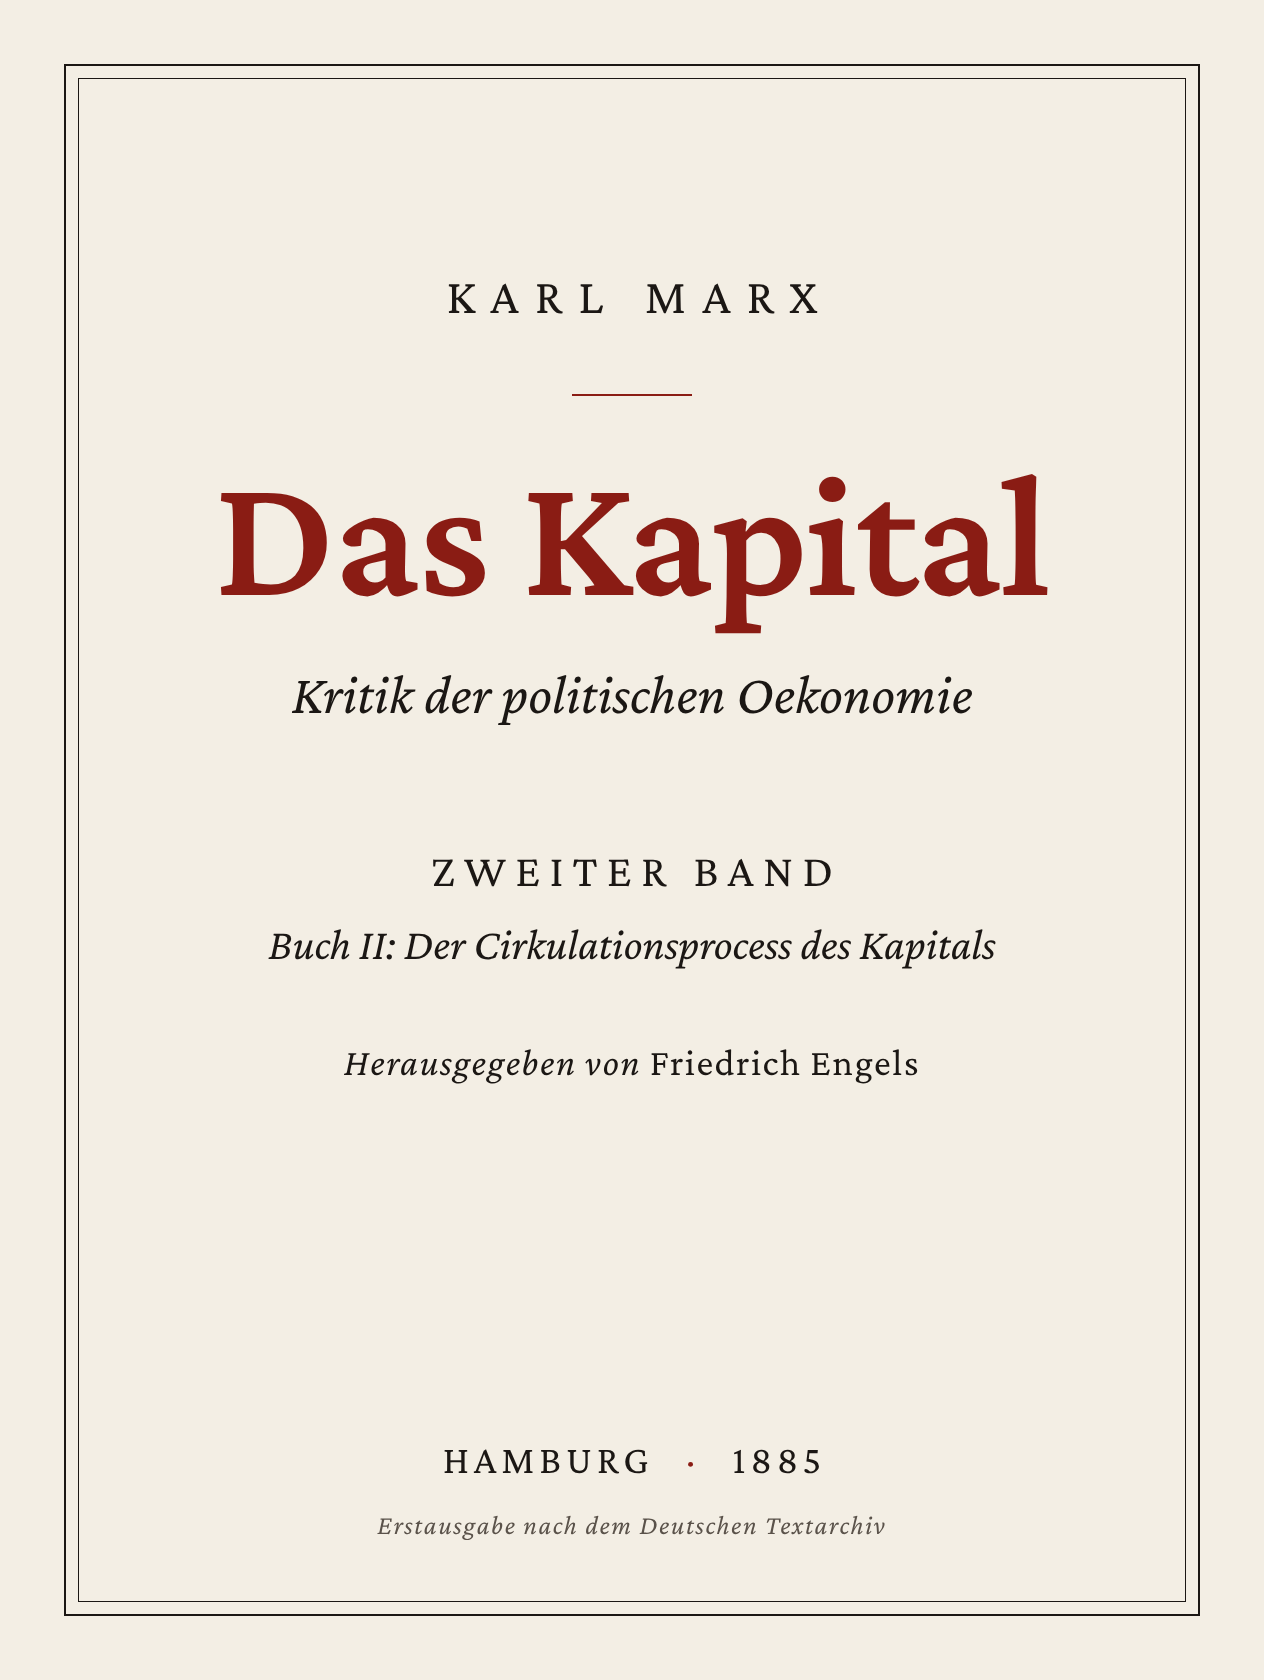 KARL MARX
Das Kapital
Kritik der politischen Oekonomie
ZWEITER BAND
Buch II: Der Cirkulationsprocess des Kapitals
Herausgegeben von Friedrich Engels
HAMBURG · 1885
Erstausgabe nach dem Deutschen Textarchiv